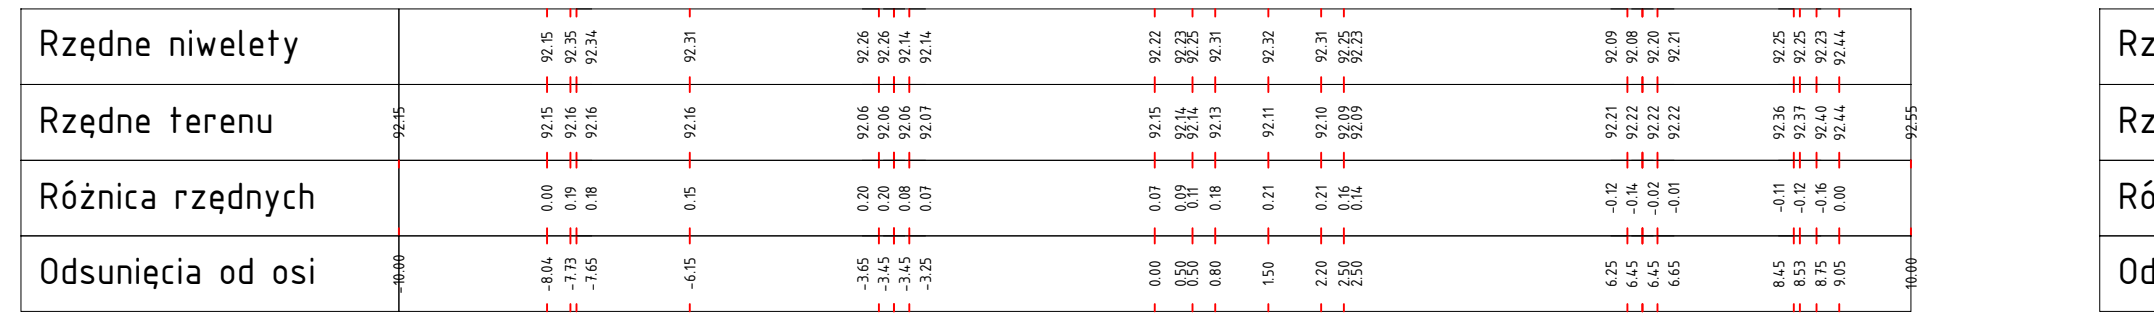 Rzędne niwelety 92.15 92.35 92.34 92.31 92.26 92.26 92.14 92.14 92.22 92.23 92.25 92.31 92.32 92.31 92.25 92.23 92.09 92.08 92.20 92.21 92.25 92.25 92.23 92.44 Rz
Rzędne terenu 92.15 92.15 92.16 92.16 92.16 92.06 92.06 92.06 92.07 92.15 92.14 92.14 92.13 92.11 92.10 92.09 92.09 92.21 92.22 92.22 92.22 92.36 92.37 92.40 92.44 92.55 Rz
Różnica rzędnych 0.00 0.19 0.18 0.15 0.20 0.20 0.08 0.07 0.07 0.09 0.11 0.18 0.21 0.21 0.16 0.14 -0.12 -0.14 -0.02 -0.01 -0.11 -0.12 -0.16 0.00 Ró
Odsunięcia od osi -10.00 -8.04 -7.73 -7.65 -6.15 -3.65 -3.45 -3.45 -3.25 0.00 0.50 0.50 0.80 1.50 2.20 2.50 2.50 6.25 6.45 6.45 6.65 8.45 8.53 8.75 9.05 10.00 Od